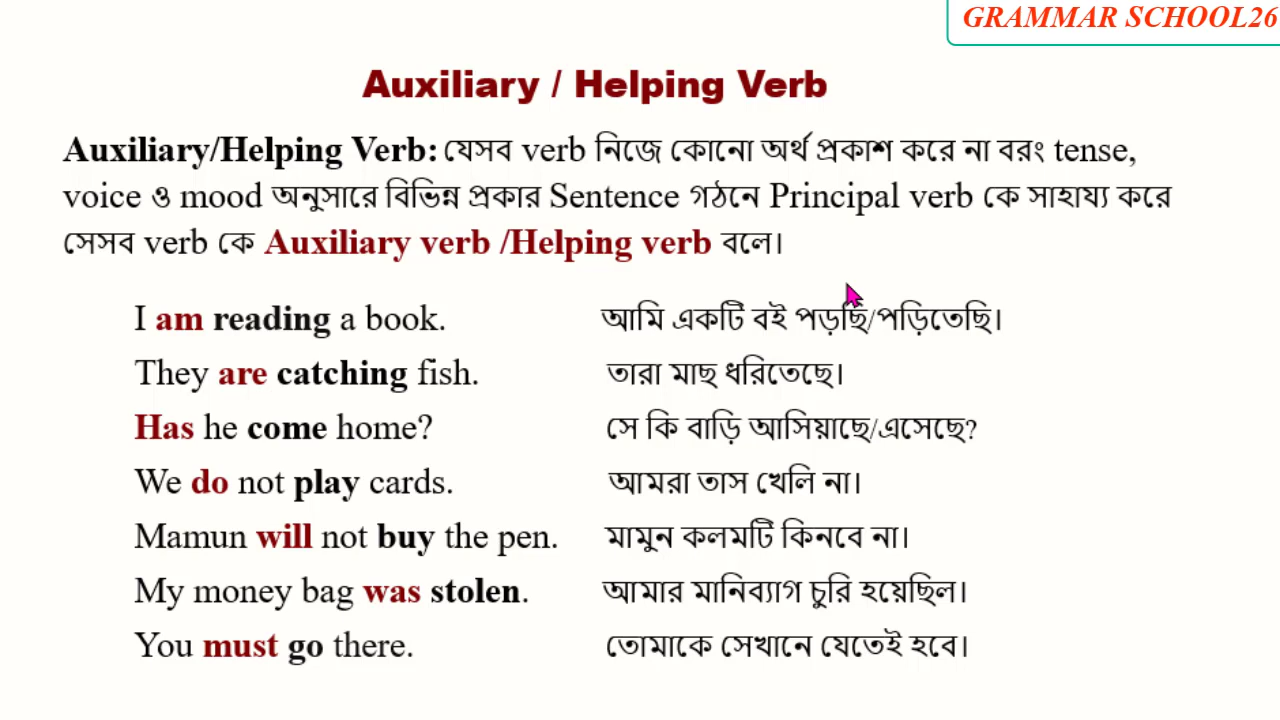 GRAMMAR SCHOOL26
Auxiliary / Helping Verb
Auxiliary/Helping Verb: যেসব verb নিজে কোনো অর্থ প্রকাশ করে না বরং tense,
voice ও mood অনুসারে বিভিন্ন প্রকার Sentence গঠনে Principal verb কে সাহায্য করে
সেসব verb কে Auxiliary verb /Helping verb বলে।
I am reading a book. আমি একটি বই পড়ছি/পড়িতেছি।
They are catching fish. তারা মাছ ধরিতেছে।
Has he come home? সে কি বাড়ি আসিয়াছে/এসেছে?
We do not play cards. আমরা তাস খেলি না।
Mamun will not buy the pen. মামুন কলমটি কিনবে না।
My money bag was stolen. আমার মানিব্যাগ চুরি হয়েছিল।
You must go there. তোমাকে সেখানে যেতেই হবে।